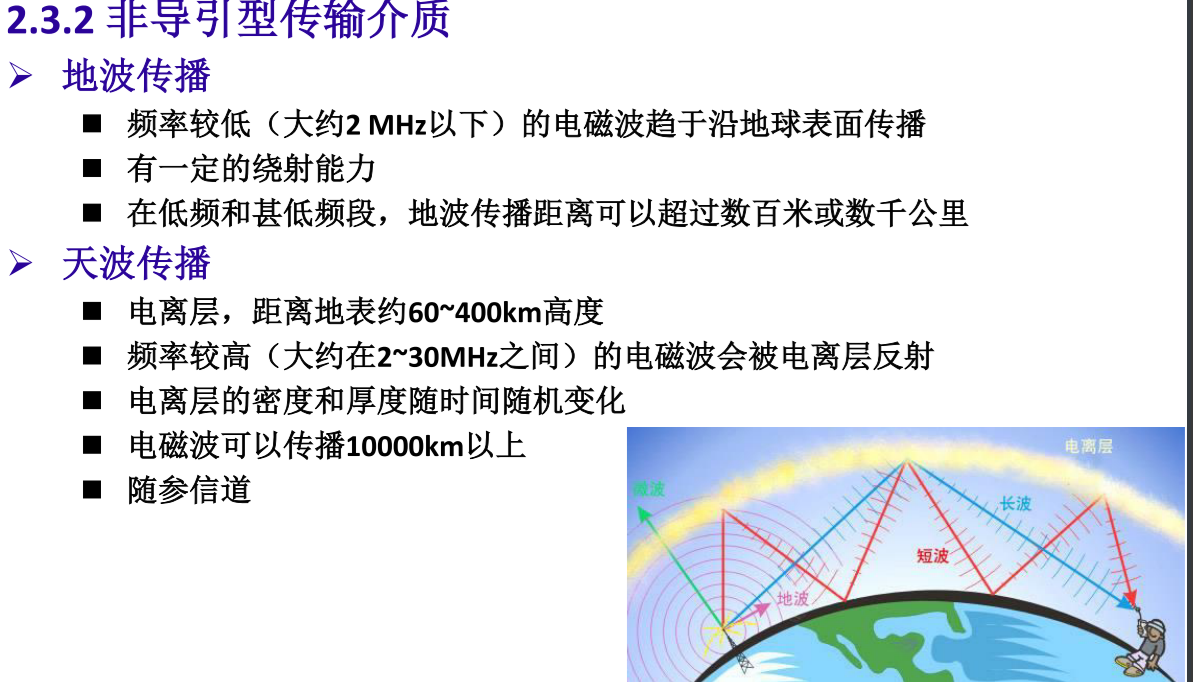 2.3.2 非导引型传输介质
➢ 地波传播
■ 频率较低（大约2 MHz以下）的电磁波趋于沿地球表面传播
■ 有一定的绕射能力
■ 在低频和甚低频段，地波传播距离可以超过数百米或数千公里
➢ 天波传播
■ 电离层，距离地表约60~400km高度
■ 频率较高（大约在2~30MHz之间）的电磁波会被电离层反射
■ 电离层的密度和厚度随时间随机变化
■ 电磁波可以传播10000km以上
■ 随参信道
电离层
微波
长波
短波
地波